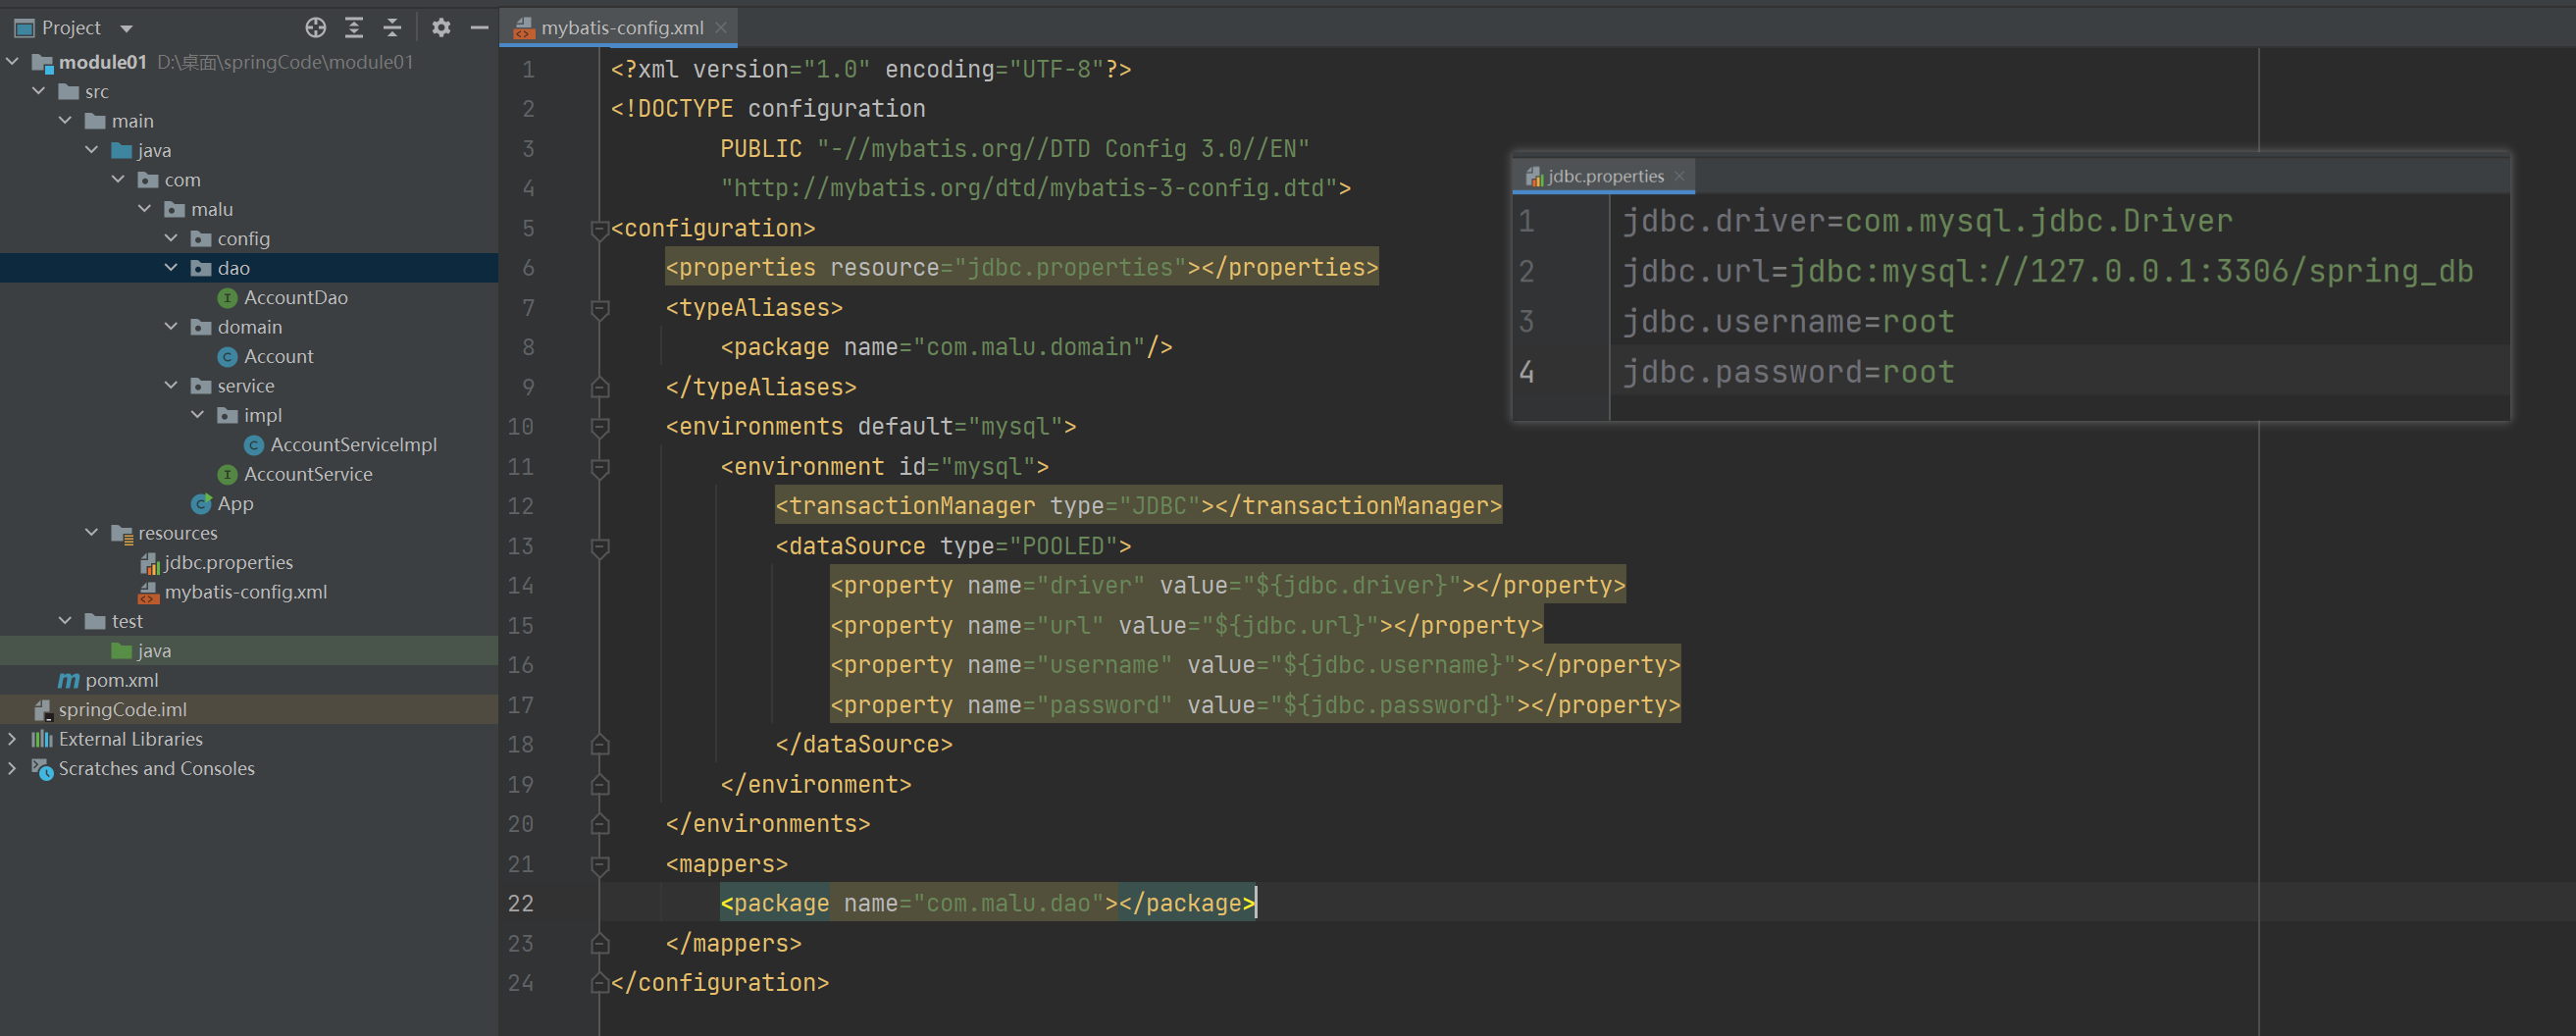 Project
module01 D:\桌面\springCode\module01
src
main
java
com
malu
config
dao
AccountDao
domain
Account
service
impl
AccountServiceImpl
AccountService
App
resources
jdbc.properties
mybatis-config.xml
test
java
pom.xml
springCode.iml
External Libraries
Scratches and Consoles
mybatis-config.xml
1 <?xml version="1.0" encoding="UTF-8"?>
2 <!DOCTYPE configuration
3 PUBLIC "-//mybatis.org//DTD Config 3.0//EN"
4 "http://mybatis.org/dtd/mybatis-3-config.dtd">
5 <configuration>
6 <properties resource="jdbc.properties"></properties>
7 <typeAliases>
8 <package name="com.malu.domain"/>
9 </typeAliases>
10 <environments default="mysql">
11 <environment id="mysql">
12 <transactionManager type="JDBC"></transactionManager>
13 <dataSource type="POOLED">
14 <property name="driver" value="${jdbc.driver}"></property>
15 <property name="url" value="${jdbc.url}"></property>
16 <property name="username" value="${jdbc.username}"></property>
17 <property name="password" value="${jdbc.password}"></property>
18 </dataSource>
19 </environment>
20 </environments>
21 <mappers>
22 <package name="com.malu.dao"></package>
23 </mappers>
24 </configuration>
jdbc.properties
1 jdbc.driver=com.mysql.jdbc.Driver
2 jdbc.url=jdbc:mysql://127.0.0.1:3306/spring_db
3 jdbc.username=root
4 jdbc.password=root